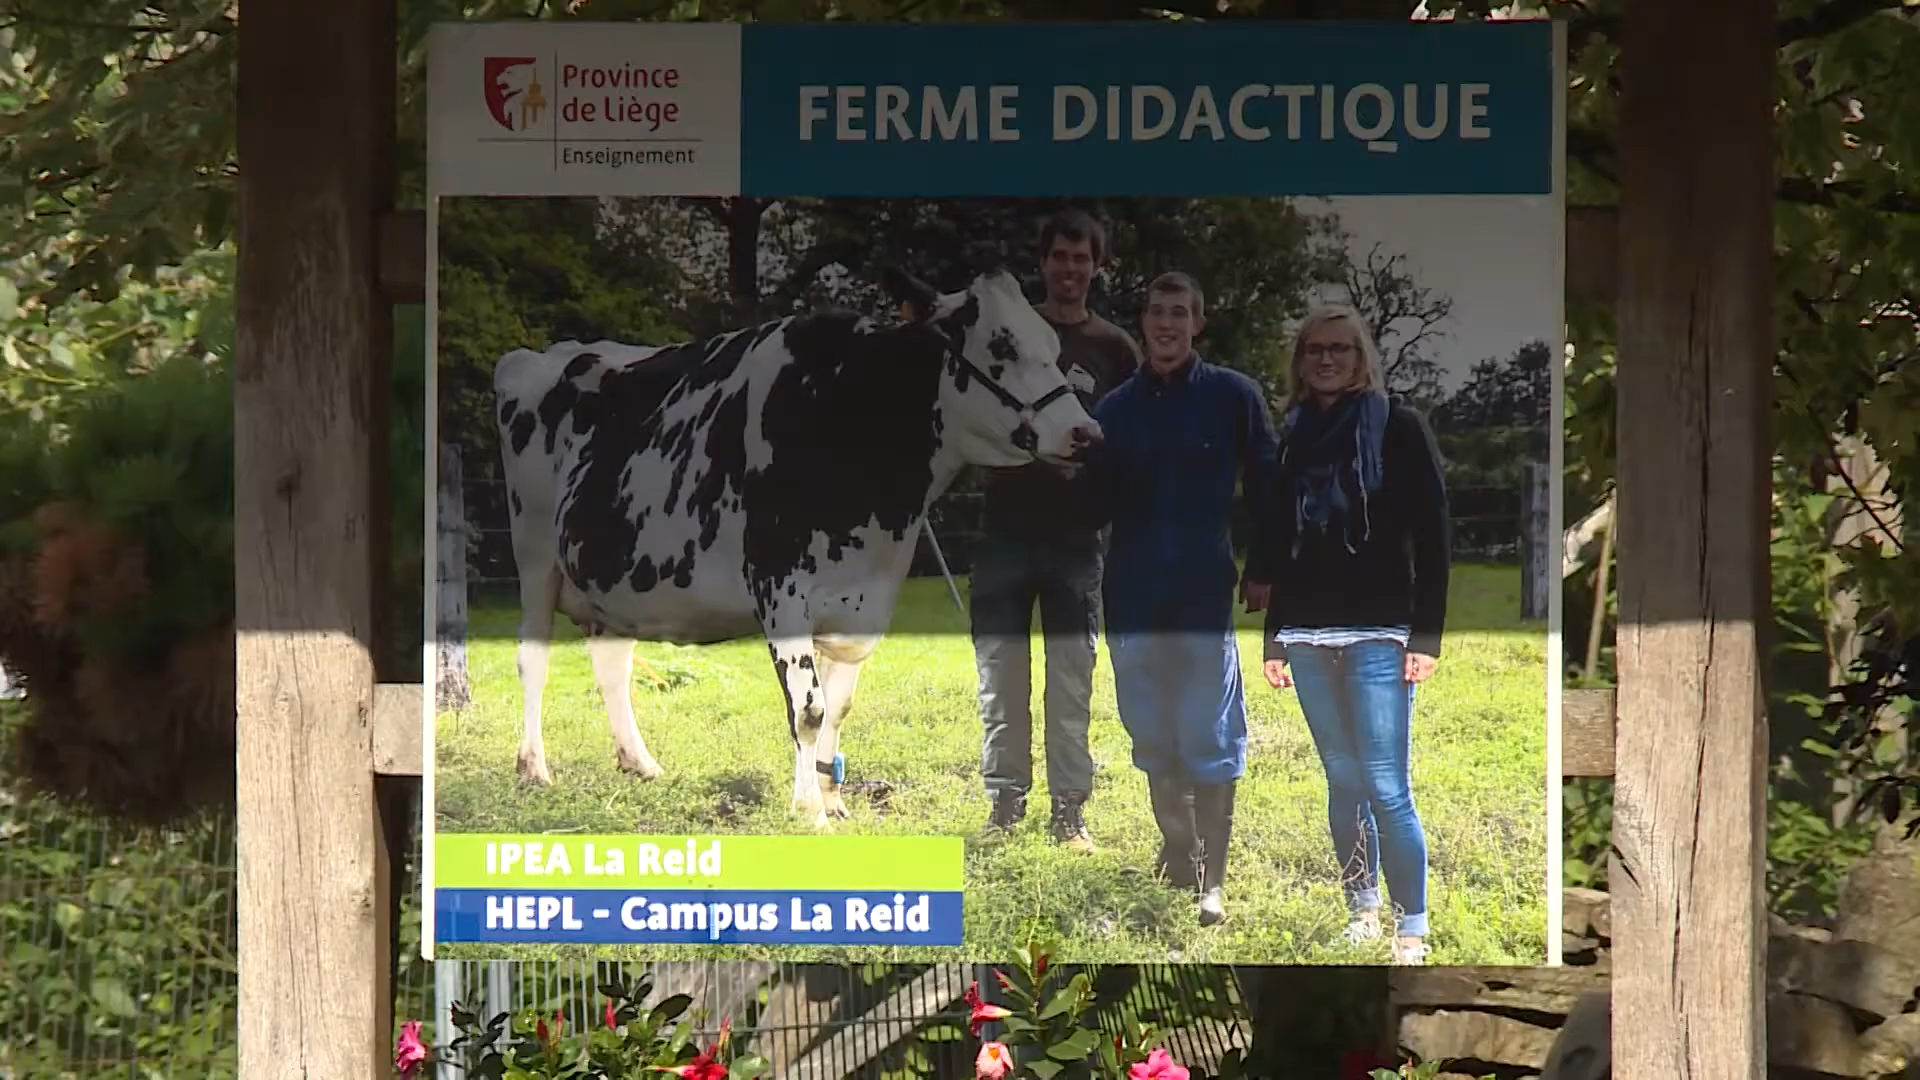 Province
de Liège
Enseignement
FERME DIDACTIQUE
IPEA La Reid
HEPL - Campus La Reid